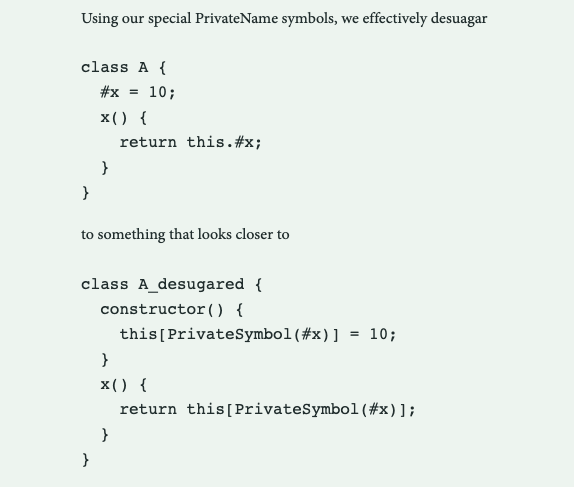 Using our special PrivateName symbols, we effectively desuagar
class A {
  #x = 10;
  x() {
    return this.#x;
  }
}
to something that looks closer to
class A_desugared {
  constructor() {
    this[PrivateSymbol(#x)] = 10;
  }
  x() {
    return this[PrivateSymbol(#x)];
  }
}